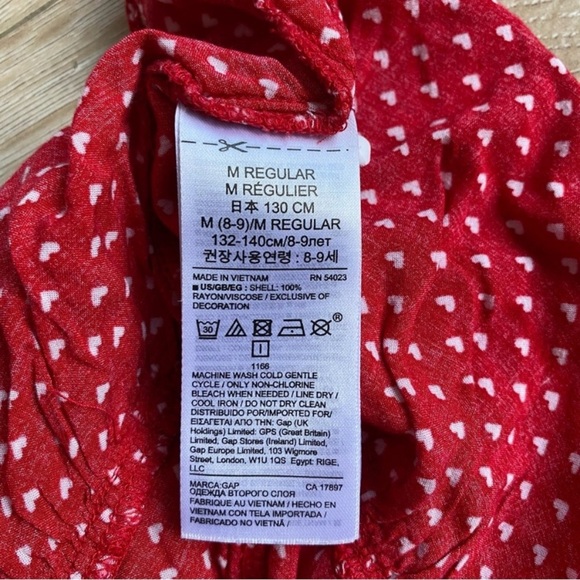 M REGULAR
M RÉGULIER
日本 130 CM
M (8-9)/M REGULAR
132-140см/8-9лет
권장사용연령 : 8-9세
MADE IN VIETNAM RN 54023
■ US/GB/EG : SHELL: 100%
RAYON/VISCOSE / EXCLUSIVE OF
DECORATION
30
®
1166
MACHINE WASH COLD GENTLE
CYCLE / ONLY NON-CHLORINE
BLEACH WHEN NEEDED / LINE DRY /
COOL IRON / DO NOT DRY CLEAN
DISTRIBUIDO POR/IMPORTED FOR/
ΕΙΣΑΓΕΤΑΙ ΑΠΟ ΤΗΝ: Gap (UK
Holdings) Limited: GPS (Great Britain)
Limited, Gap Stores (Ireland) Limited,
Gap Europe Limited, 103 Wigmore
Street, London, W1U 1QS Egypt: RIGE,
LLC
MARCA:GAP CA 17897
ОДЕЖДА ВТОРОГО СЛОЯ
FABRIQUÉ AU VIETNAM / HECHO EN
VIETNAM CON TELA IMPORTADA /
FABRICADO NO VIETNÃ /